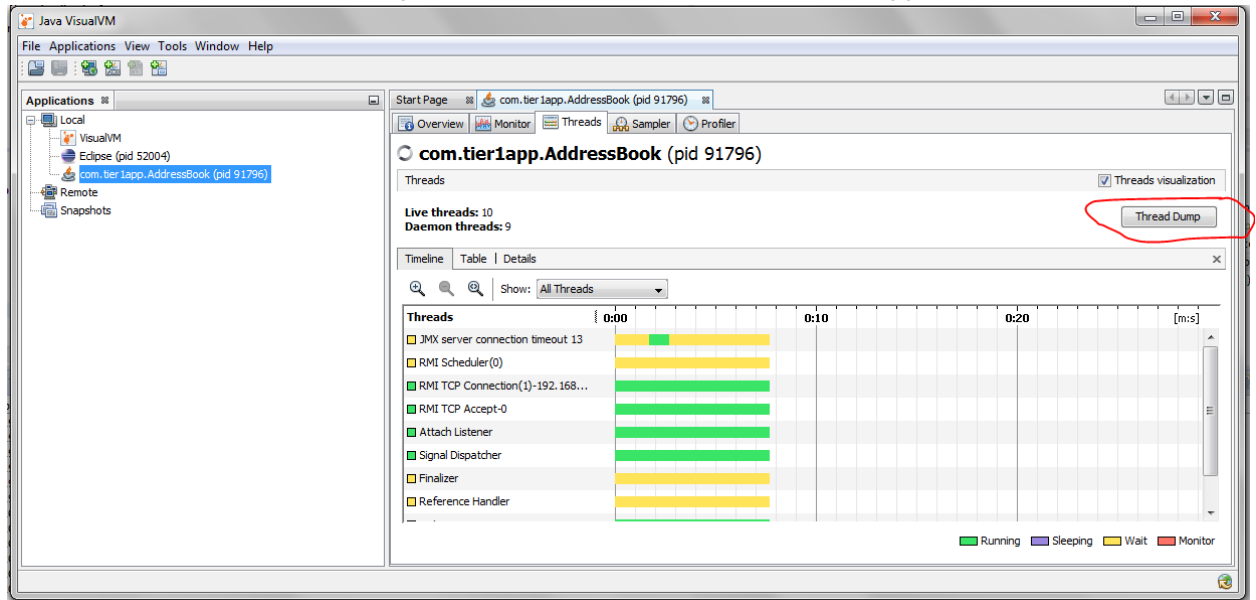 Java VisualVM
File Applications View Tools Window Help
Applications
Local
VisualVM
Eclipse (pid 52004)
com.tier1app.AddressBook (pid 91796)
Remote
Snapshots
Start Page com.tier1app.AddressBook (pid 91796)
Overview Monitor Threads Sampler Profiler
com.tier1app.AddressBook (pid 91796)
Threads Threads visualization
Live threads: 10
Daemon threads: 9
Thread Dump
Timeline Table Details
Show: All Threads
Threads 0:00 0:10 0:20 [m:s]
JMX server connection timeout 13
RMI Scheduler(0)
RMI TCP Connection(1)-192.168...
RMI TCP Accept-0
Attach Listener
Signal Dispatcher
Finalizer
Reference Handler
Running Sleeping Wait Monitor